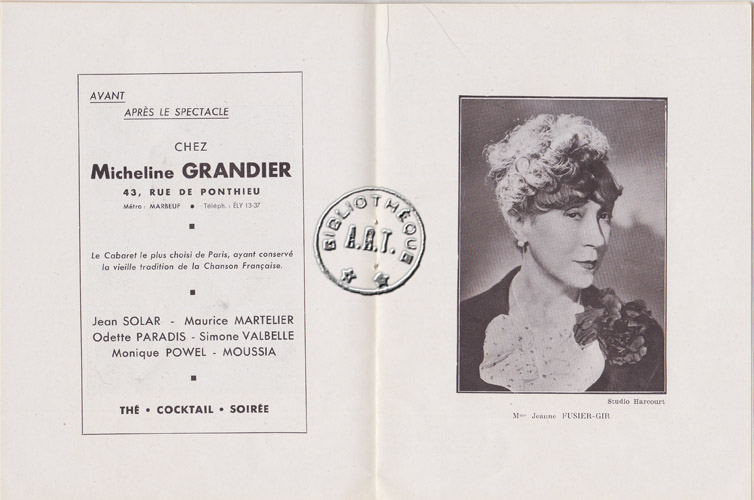 AVANT
APRÈS LE SPECTACLE
CHEZ
Micheline GRANDIER
43, RUE DE PONTHIEU
Métro : MARBEUF • Téléph. : ÉLY 13-37
Le Cabaret le plus choisi de Paris, ayant conservé
la vieille tradition de la Chanson Française.
Jean SOLAR - Maurice MARTELIER
Odette PARADIS - Simone VALBELLE
Monique POWEL - MOUSSIA
THÉ • COCKTAIL • SOIRÉE
BIBLIOTHÈQUE
A.R.T.
Studio Harcourt
Mme Jeanne FUSIER-GIR